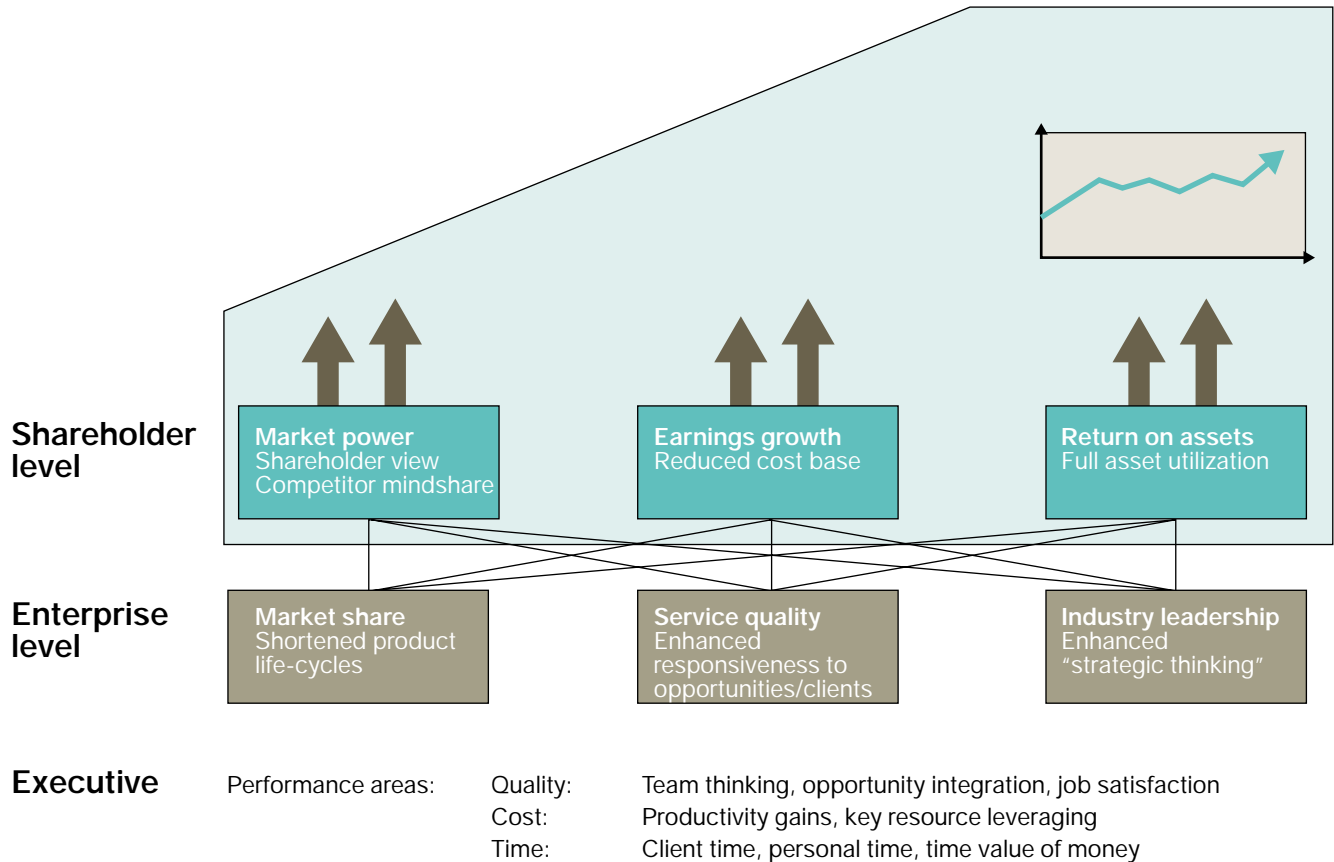 Shareholder
level
Market power
Shareholder view
Competitor mindshare
Earnings growth
Reduced cost base
Return on assets
Full asset utilization
Enterprise
level
Market share
Shortened product
life-cycles
Service quality
Enhanced
responsiveness to
opportunities/clients
Industry leadership
Enhanced
“strategic thinking”
Executive
Performance areas:
Quality: Team thinking, opportunity integration, job satisfaction
Cost: Productivity gains, key resource leveraging
Time: Client time, personal time, time value of money